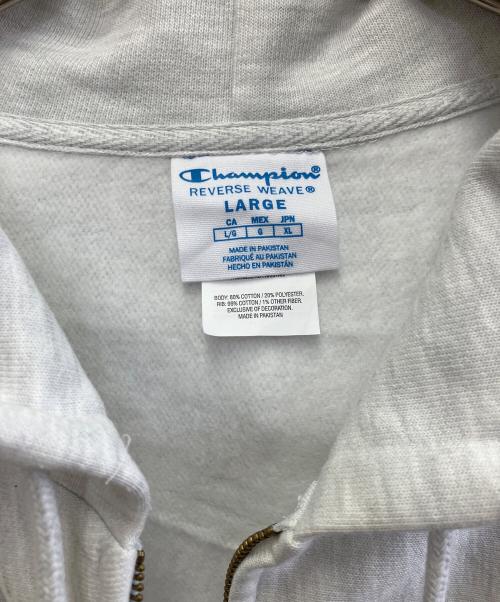 Champion®
REVERSE WEAVE®
LARGE
CA MEX JPN
L/G G XL
MADE IN PAKISTAN
FABRIQUÉ AU PAKISTAN
HECHO EN PAKISTÁN
BODY: 80% COTTON / 20% POLYESTER.
RIB: 99% COTTON / 1% OTHER FIBER.
EXCLUSIVE OF DECORATION.
MADE IN PAKISTAN